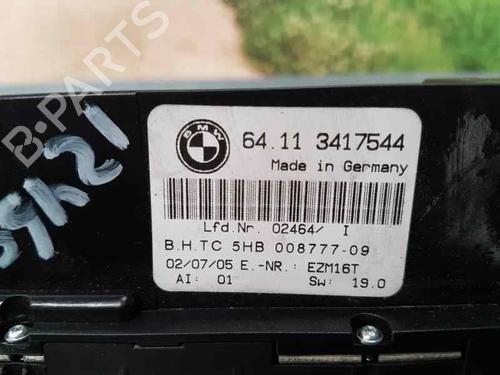 B-PARTS
BMW
64.11 3417544
Made in Germany
Lfd.Nr. 02464/ I
B.H.TC 5HB 008777-09
02/07/05 E.-NR.: EZM16T
AI: 01 SW: 19.0